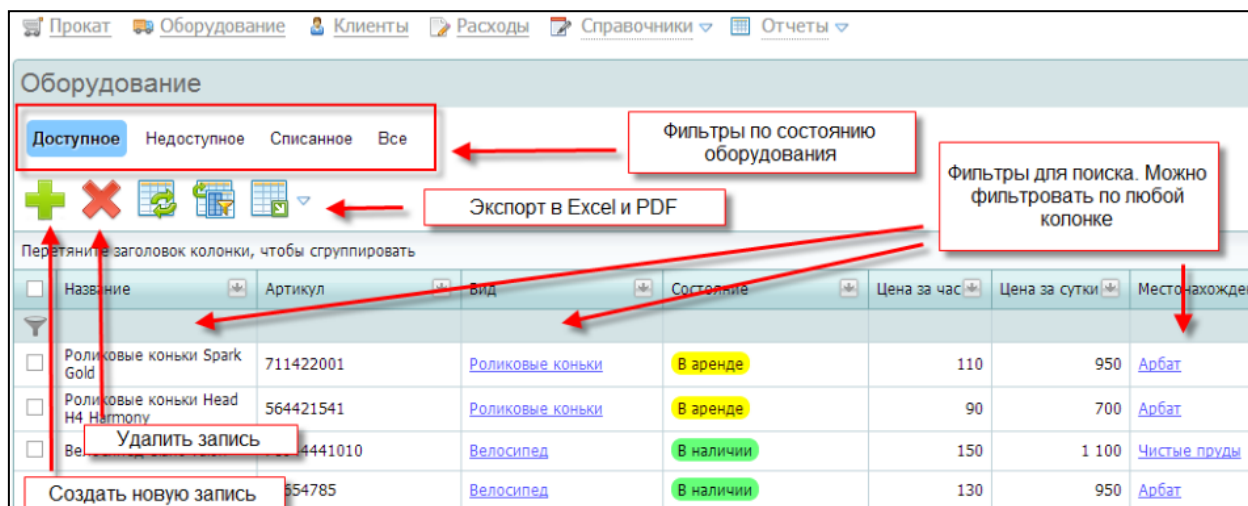 Прокат Оборудование Клиенты Расходы Справочники Отчеты
Оборудование
Доступное Недоступное Списанное Все
Фильтры по состоянию
оборудования
Фильтры для поиска. Можно
фильтровать по любой
колонке
Экспорт в Excel и PDF
Перетяните заголовок колонки, чтобы сгруппировать
Название Артикул Вид Состояние Цена за час Цена за сутки Местонахожден
Роликовые коньки Spark
Gold
711422001 Роликовые коньки В аренде 110 950 Арбат
Роликовые коньки Head
H4 Harmony
564421541 Роликовые коньки В аренде 90 700 Арбат
Удалить запись
4441010 Велосипед В наличии 150 1 100 Чистые пруды
Создать новую запись
654785 Велосипед В наличии 130 950 Арбат